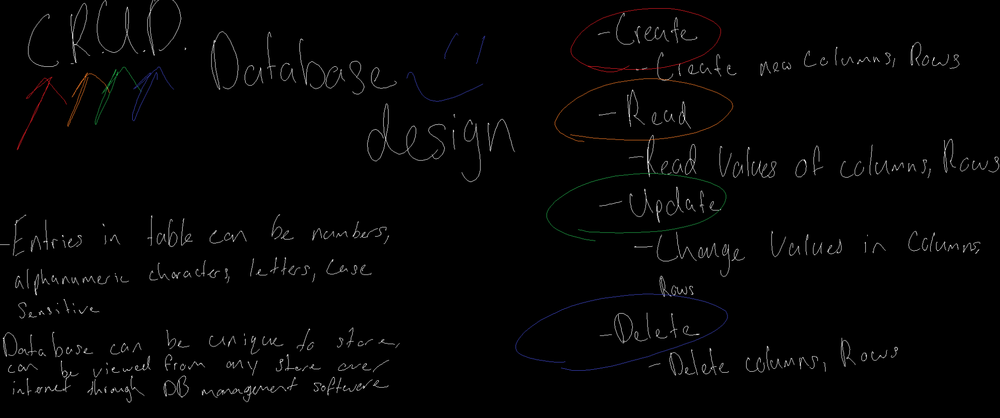 C.R.U.D.
Database
design
- Entries in table can be numbers,
alphanumeric characters, letters, case
sensitive
Database can be unique to store,
can be viewed from any store over
internet through DB management software
- Create
- Create new columns, Rows
- Read
- Read Values of columns, Rows
- Update
- Change Values in Columns,
Rows
- Delete
- Delete columns, Rows